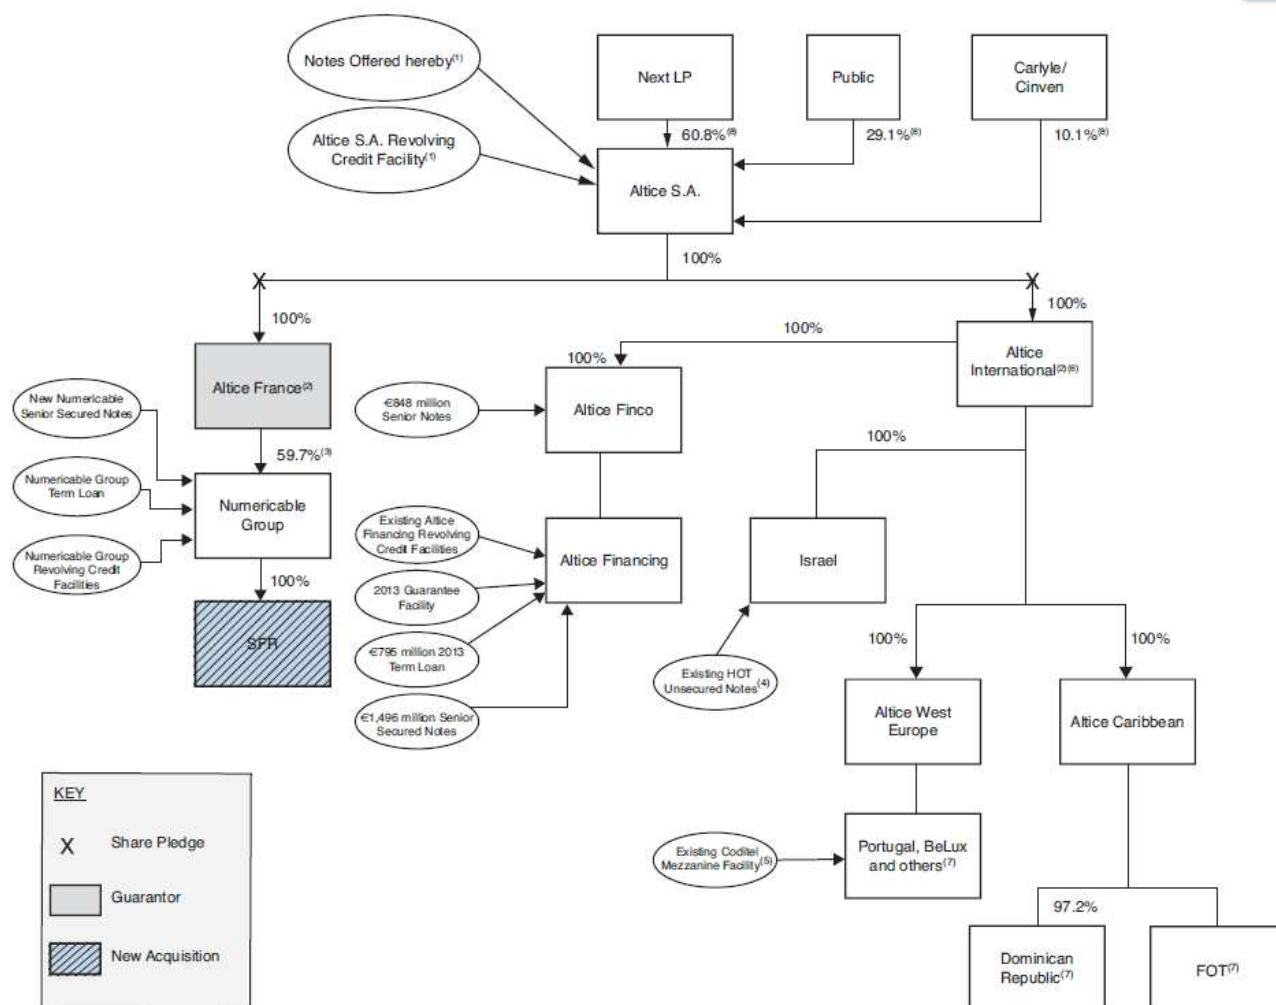 Notes Offered hereby(1)
Next LP
Public
Carlyle/
Cinven
Altice S.A. Revolving
Credit Facility(1)
60.8%(8)
29.1%(8)
10.1%(8)
Altice S.A.
100%
100%
100%
100%
100%
Altice
International(2)(6)
Altice France(2)
New Numericable
Senior Secured Notes
€848 million
Senior Notes
Altice Finco
59.7%(3)
100%
Numericable Group
Term Loan
Numericable
Group
Existing Altice
Financing Revolving
Credit Facilities
Altice Financing
Israel
Numericable Group
Revolving Credit
Facilities
100%
2013 Guarantee
Facility
SFR
€795 million 2013
Term Loan
100%
100%
Existing HOT
Unsecured Notes(4)
€1,496 million Senior
Secured Notes
Altice West
Europe
Altice Caribbean
KEY
X Share Pledge
Guarantor
New Acquisition
Existing Coditel
Mezzanine Facility(5)
Portugal, BeLux
and others(7)
97.2%
Dominican
Republic(7)
FOT(7)